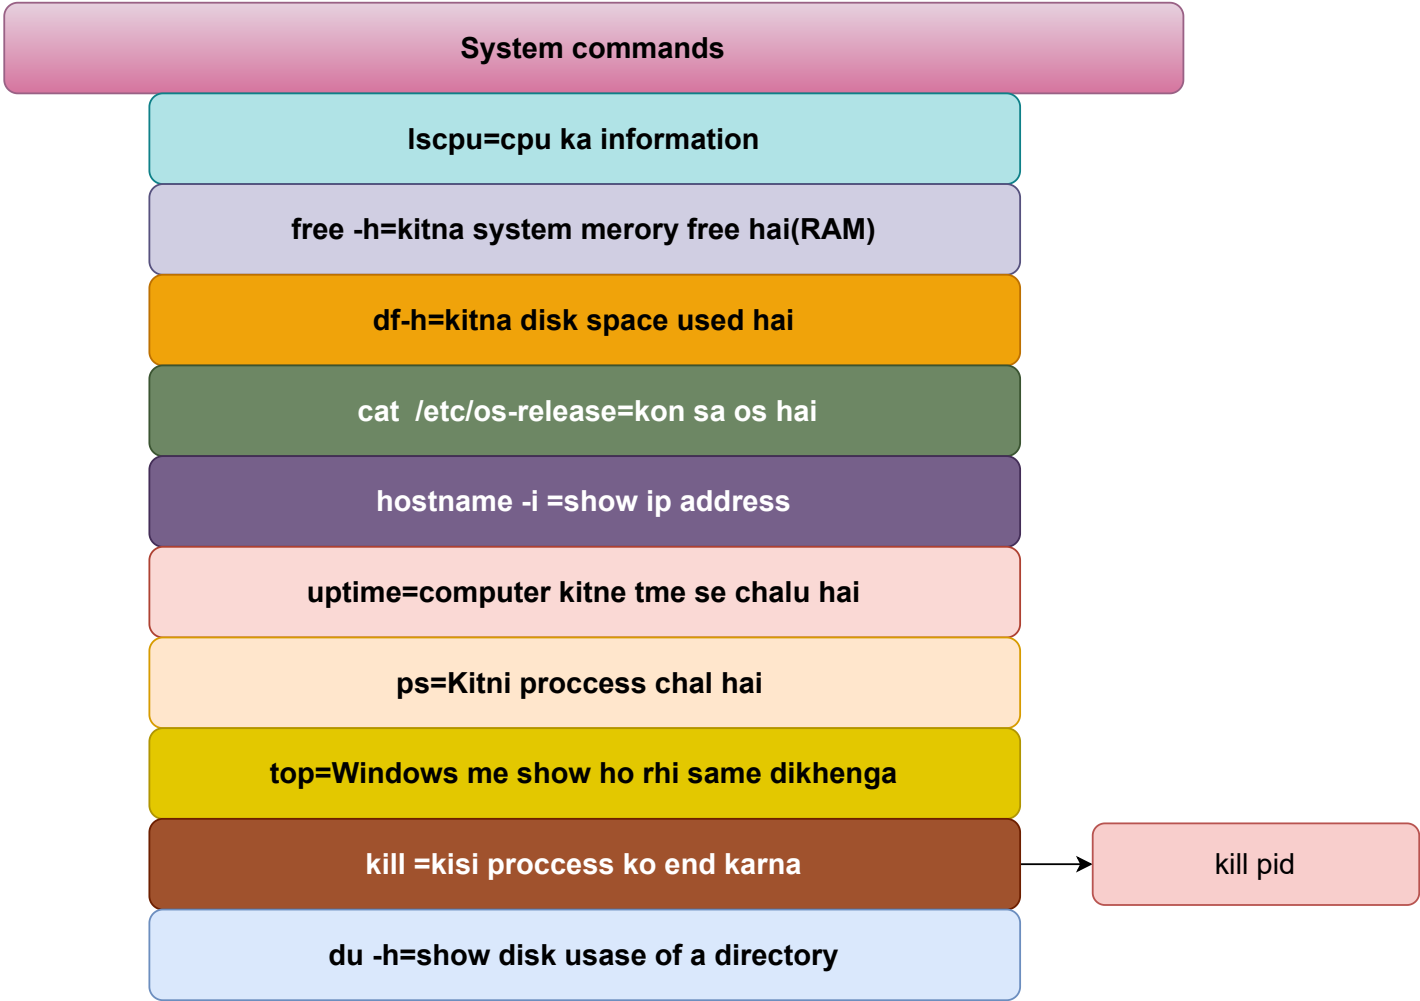 System commands
lscpu=cpu ka information
free -h=kitna system merory free hai(RAM)
df-h=kitna disk space used hai
cat  /etc/os-release=kon sa os hai
hostname -i =show ip address
uptime=computer kitne tme se chalu hai
ps=Kitni proccess chal hai
top=Windows me show ho rhi same dikhenga
kill =kisi proccess ko end karna
kill pid
du -h=show disk usase of a directory